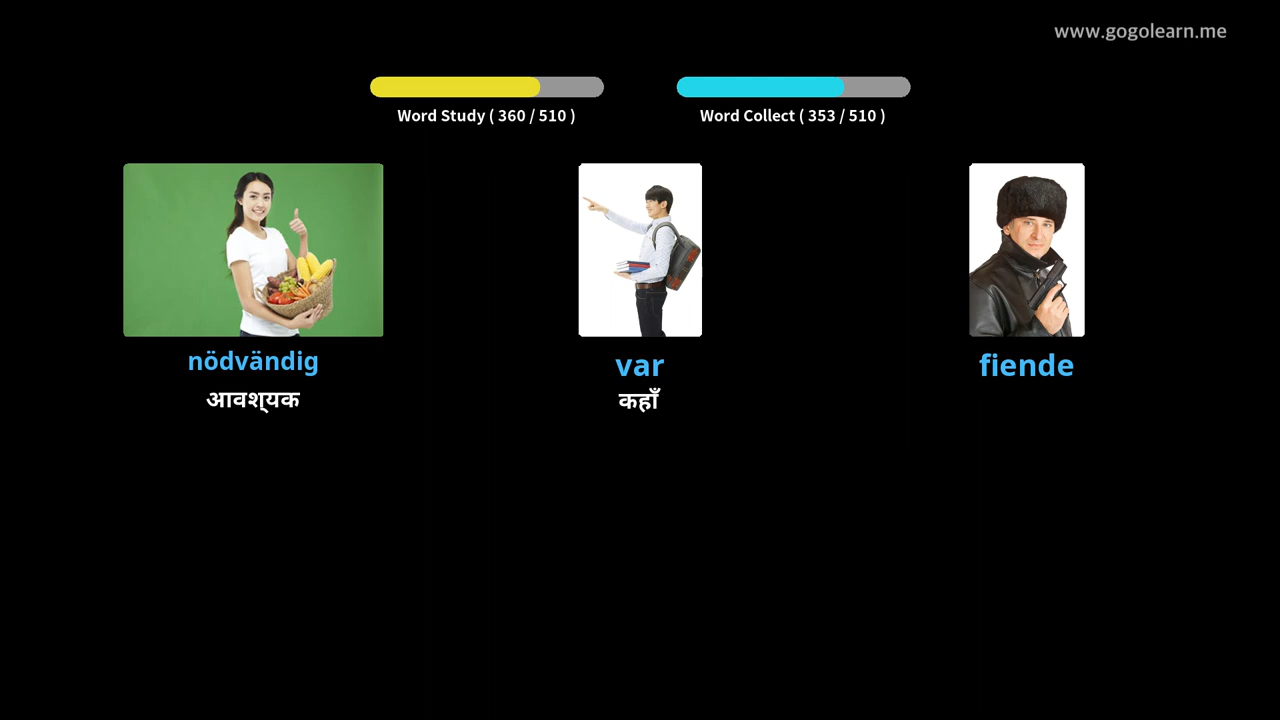 www.gogolearn.me
Word Study ( 360 / 510 )
Word Collect ( 353 / 510 )
nödvändig
आवश्यक
var
कहाँ
fiende